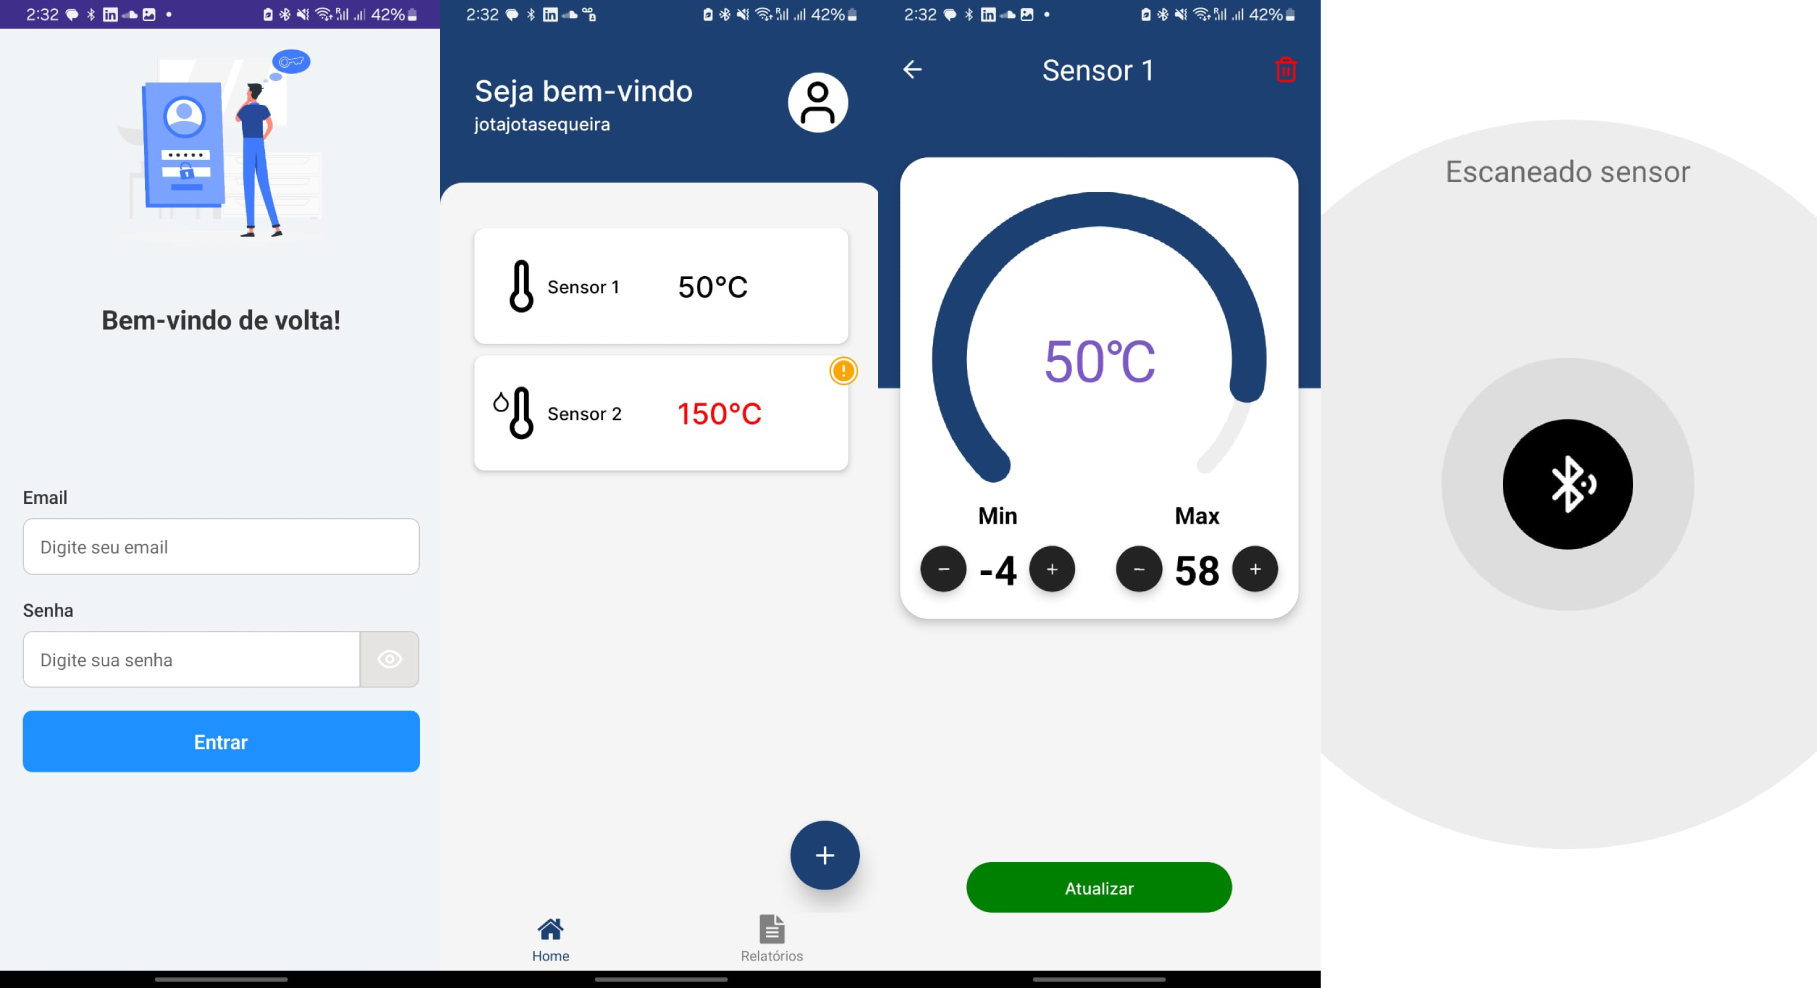 2:32
42%
Bem-vindo de volta!
Email
Digite seu email
Senha
Digite sua senha
Entrar
2:32
42%
Seja bem-vindo
jotajotasequeira
Sensor 1
50°C
Sensor 2
150°C
Home
Relatórios
2:32
42%
Sensor 1
50°C
Min
Max
− -4 +
− 58 +
Atualizar
Escaneado sensor